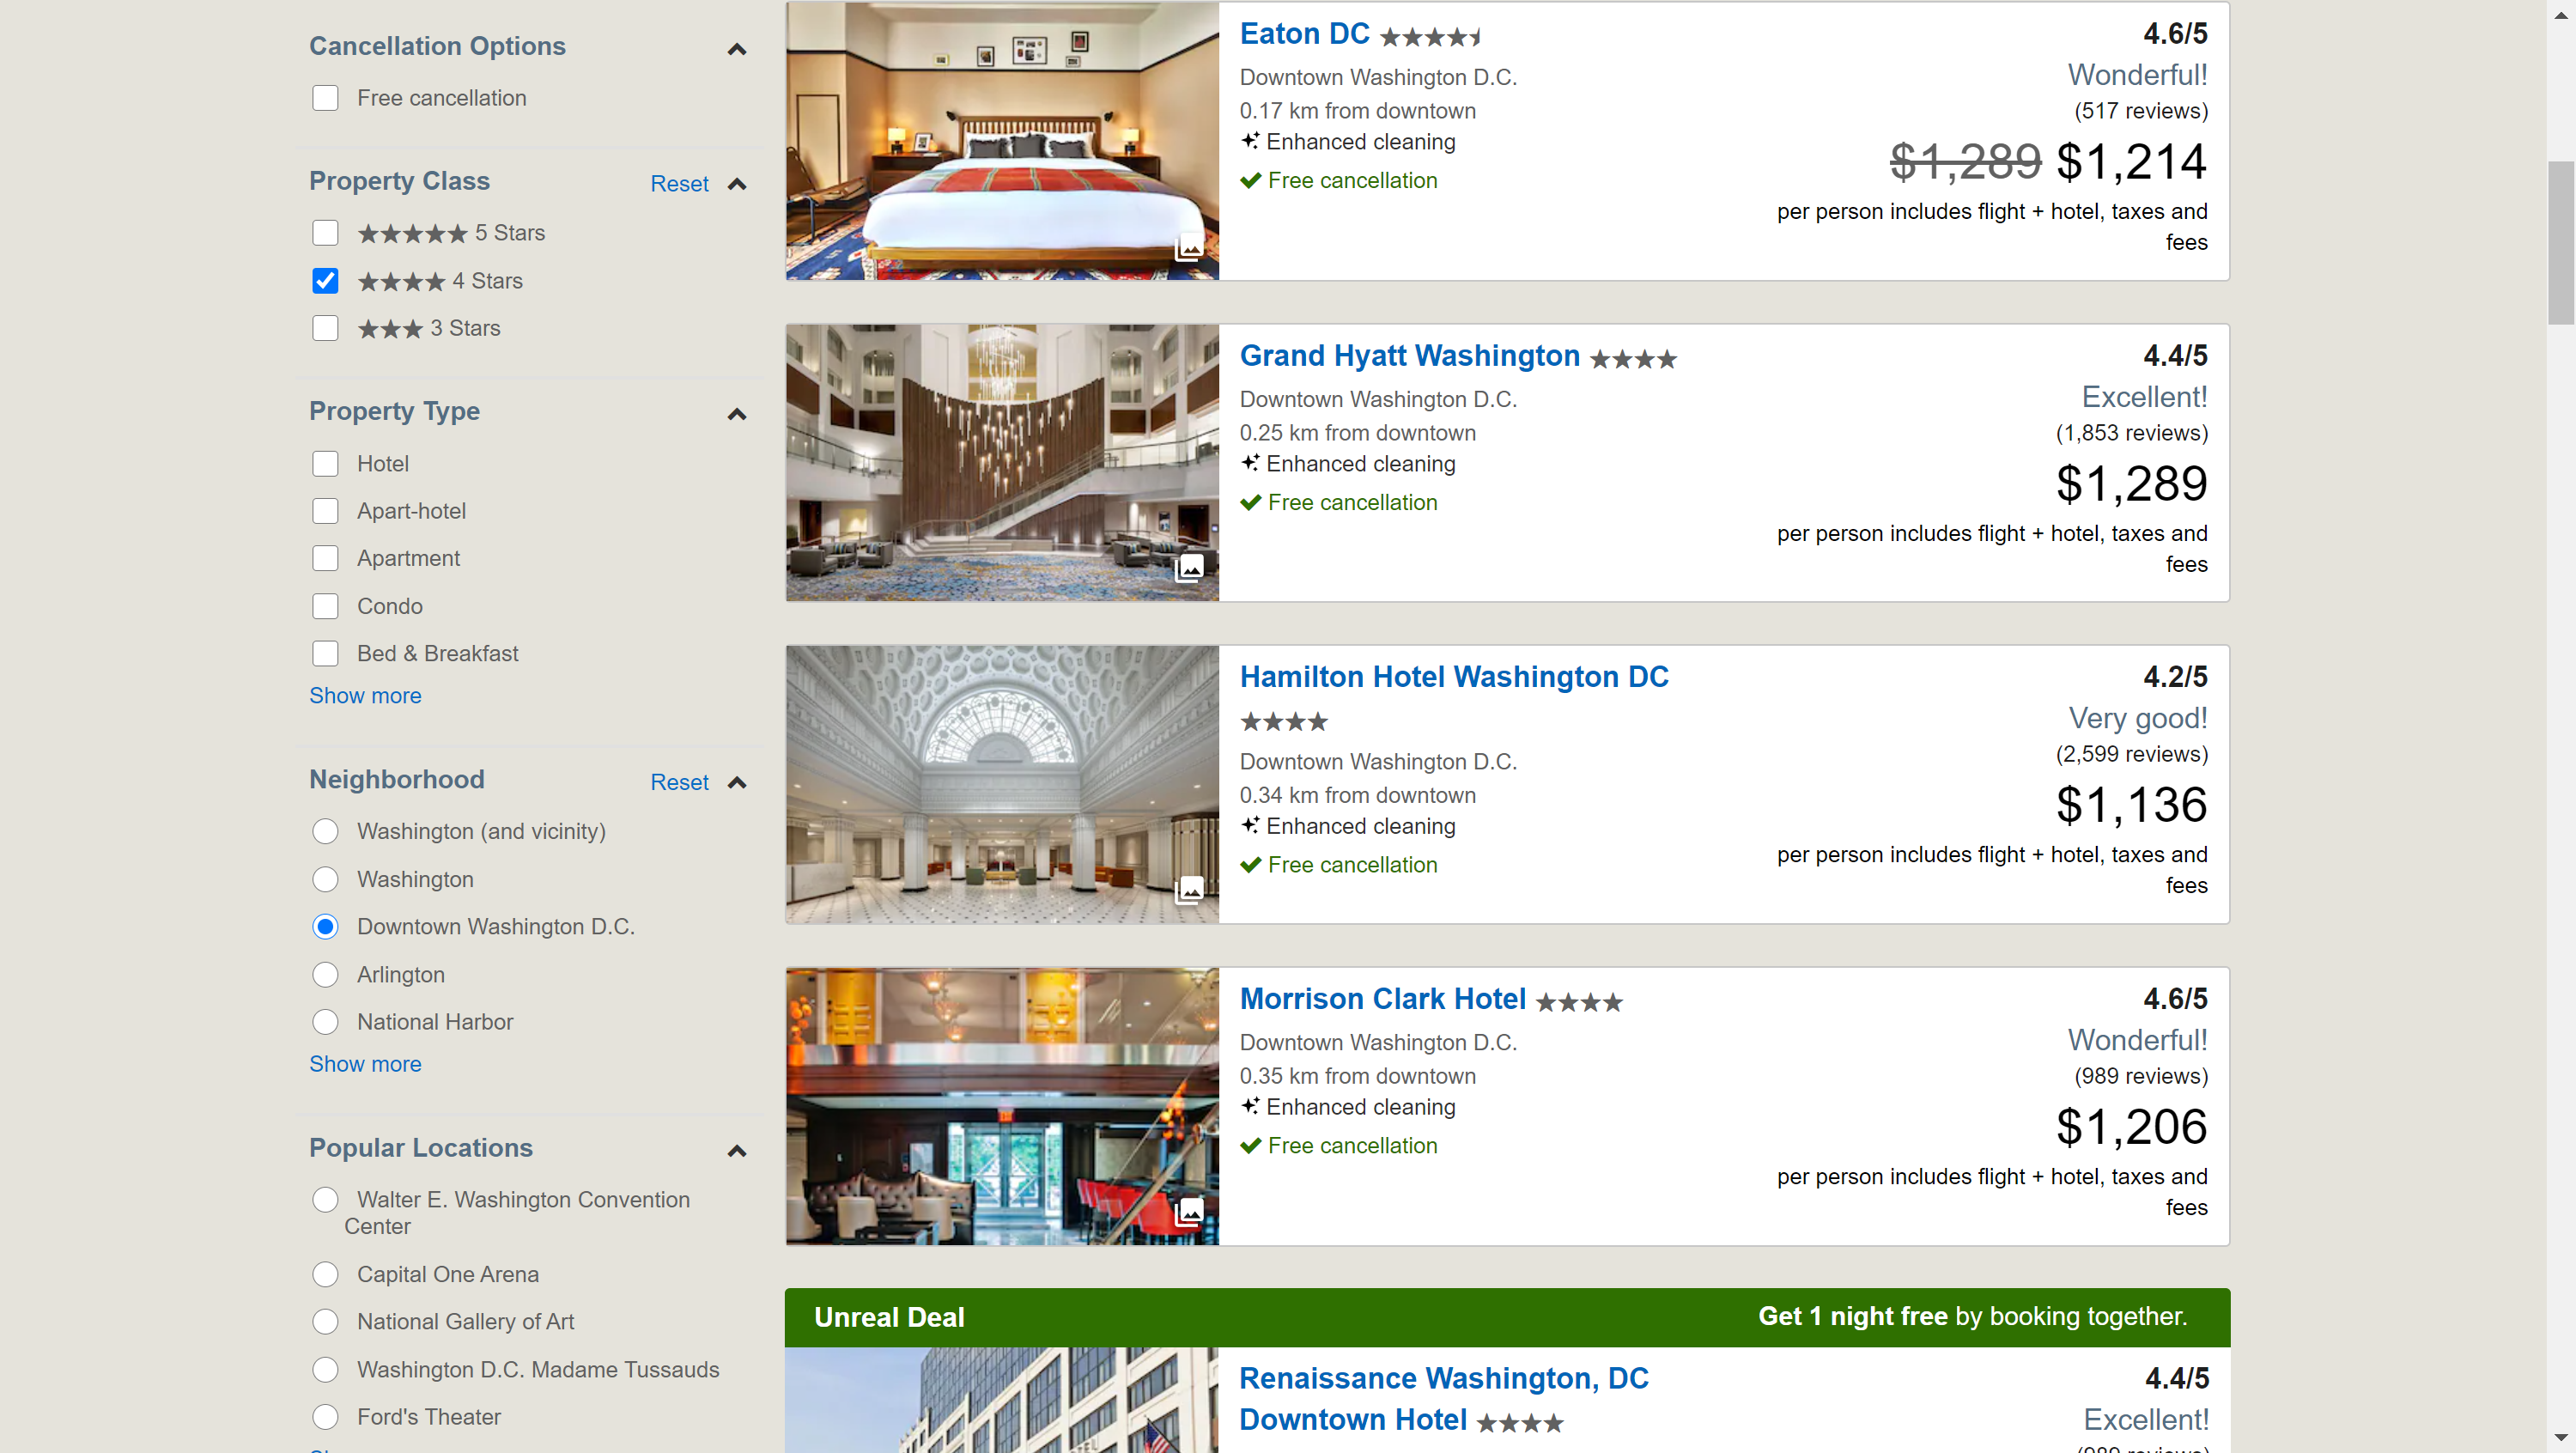 Cancellation Options
Free cancellation
Property Class
Reset
5 Stars
4 Stars
3 Stars
Property Type
Hotel
Apart-hotel
Apartment
Condo
Bed & Breakfast
Show more
Neighborhood
Reset
Washington (and vicinity)
Washington
Downtown Washington D.C.
Arlington
National Harbor
Show more
Popular Locations
Walter E. Washington Convention
Center
Capital One Arena
National Gallery of Art
Washington D.C. Madame Tussauds
Ford's Theater
Eaton DC
Downtown Washington D.C.
0.17 km from downtown
Enhanced cleaning
Free cancellation
4.6/5
Wonderful!
(517 reviews)
$1,289 $1,214
per person includes flight + hotel, taxes and
fees
Grand Hyatt Washington
Downtown Washington D.C.
0.25 km from downtown
Enhanced cleaning
Free cancellation
4.4/5
Excellent!
(1,853 reviews)
$1,289
per person includes flight + hotel, taxes and
fees
Hamilton Hotel Washington DC
Downtown Washington D.C.
0.34 km from downtown
Enhanced cleaning
Free cancellation
4.2/5
Very good!
(2,599 reviews)
$1,136
per person includes flight + hotel, taxes and
fees
Morrison Clark Hotel
Downtown Washington D.C.
0.35 km from downtown
Enhanced cleaning
Free cancellation
4.6/5
Wonderful!
(989 reviews)
$1,206
per person includes flight + hotel, taxes and
fees
Unreal Deal
Get 1 night free by booking together.
Renaissance Washington, DC
Downtown Hotel
4.4/5
Excellent!